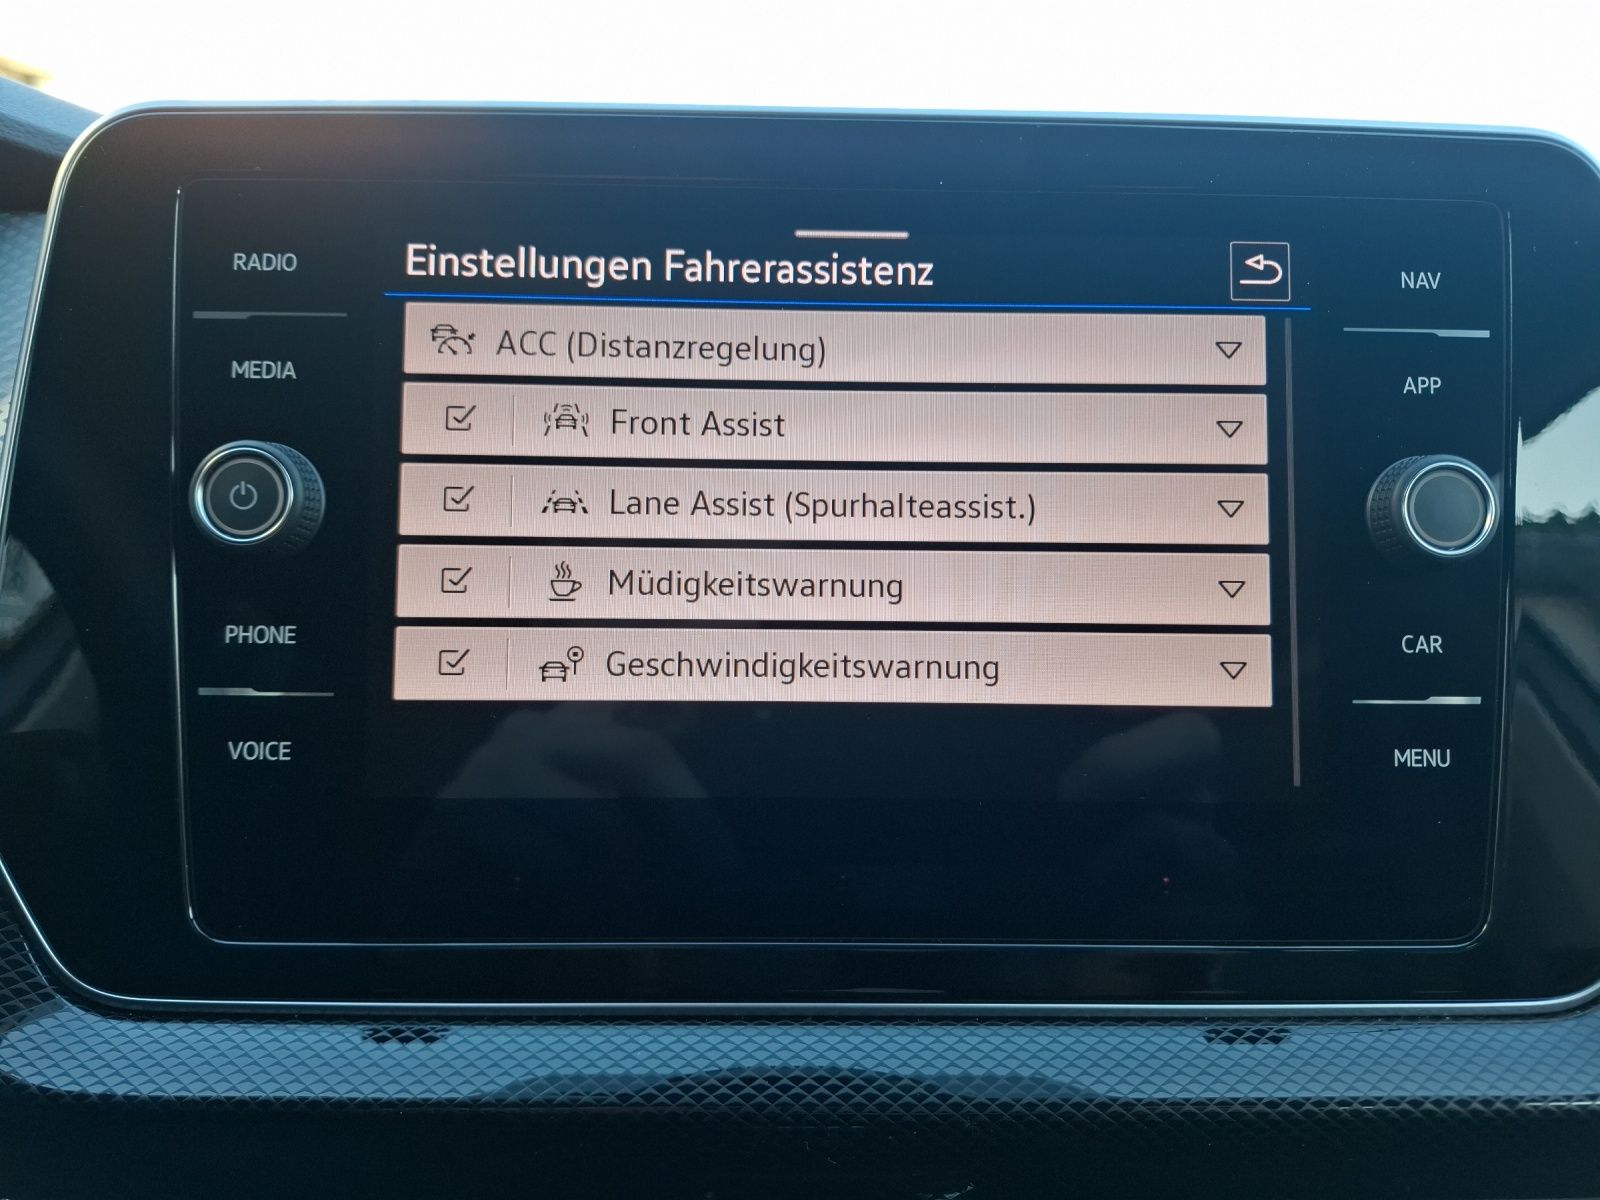 RADIO
MEDIA
PHONE
VOICE
Einstellungen Fahrerassistenz
ACC (Distanzregelung)
Front Assist
Lane Assist (Spurhalteassist.)
Müdigkeitswarnung
Geschwindigkeitswarnung
NAV
APP
CAR
MENU